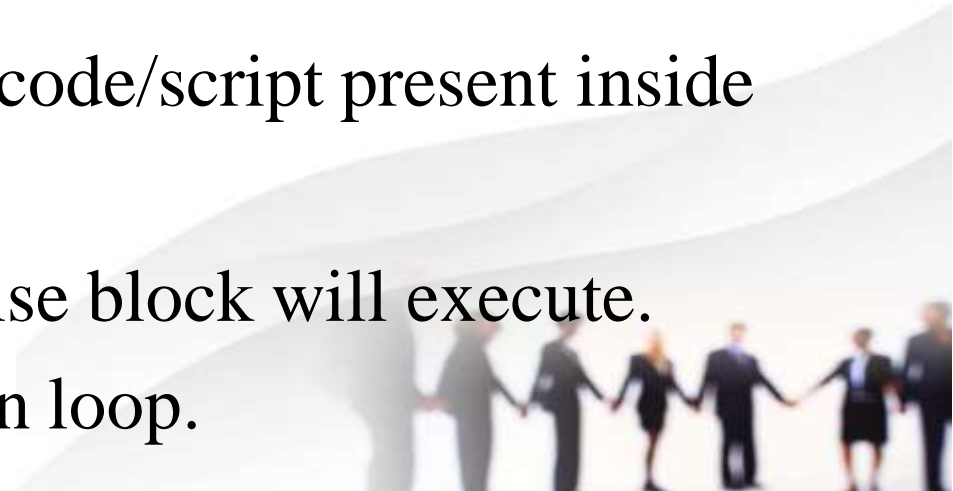 code/script present inside
se block will execute.
n loop.